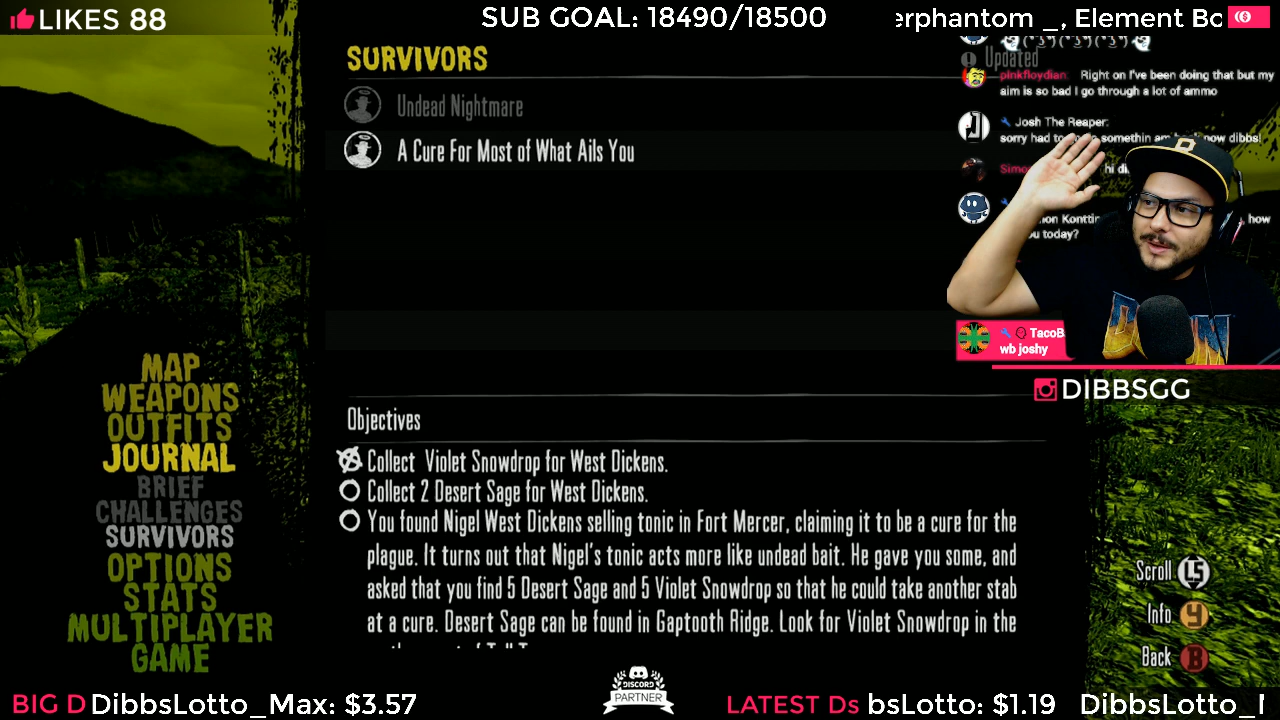 LIKES 88
SUB GOAL: 18490/18500
erphantom _, Element Bo
SURVIVORS
Updated
Undead Nightmare
A Cure For Most of What Ails You
pinkfloydian: Right on I've been doing that but my
aim is so bad I go through a lot of ammo
Josh The Reaper:
sorry had to somethin now dibbs!
hi
how
you today?
TacoB
wb joshy
DIBBSGG
MAP
WEAPONS
OUTFITS
JOURNAL
BRIEF
CHALLENGES
SURVIVORS
OPTIONS
STATS
MULTIPLAYER
GAME
Objectives
Collect Violet Snowdrop for West Dickens.
Collect 2 Desert Sage for West Dickens.
You found Nigel West Dickens selling tonic in Fort Mercer, claiming it to be a cure for the
plague. It turns out that Nigel's tonic acts more like undead bait. He gave you some, and
asked that you find 5 Desert Sage and 5 Violet Snowdrop so that he could take another stab
at a cure. Desert Sage can be found in Gaptooth Ridge. Look for Violet Snowdrop in the
Scroll LS
Info Y
Back B
BIG D DibbsLotto_Max: $3.57
DISCORD
PARTNER
LATEST Ds bsLotto: $1.19 DibbsLotto_